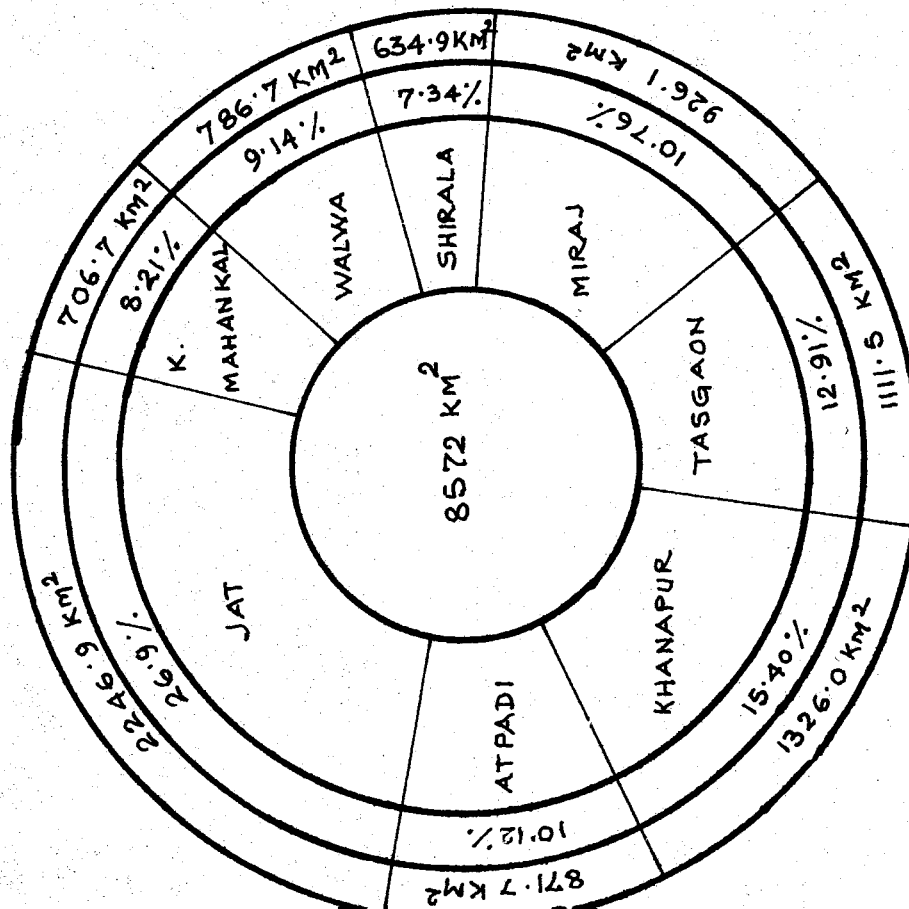 634.9KM²
7.34%
SHIRALA
926.1 KM2
10.76%
MIRAJ
1111.5 KM2
12.91%
TASGAON
1326.0 KM2
15.40%
KHANAPUR
871.7 KM2
10.12%
ATPADI
2246.9 KM2
26.9%
JAT
706.7 KM2
8.21%
K.
MAHANKAL
786.7 KM2
9.14%
WALWA
8572 KM²